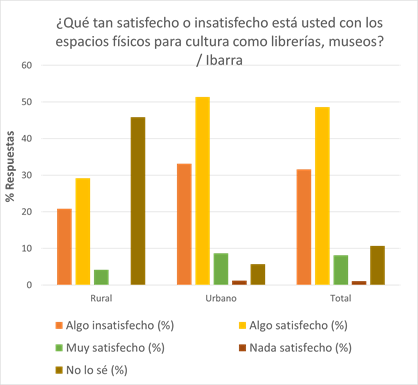 ¿Qué tan satisfecho o insatisfecho está usted con los
espacios físicos para cultura como librerías, museos?
/ Ibarra
% Respuestas
60
50
40
30
20
10
0
Rural Urbano Total
Algo insatisfecho (%) Algo satisfecho (%)
Muy satisfecho (%) Nada satisfecho (%)
No lo sé (%)